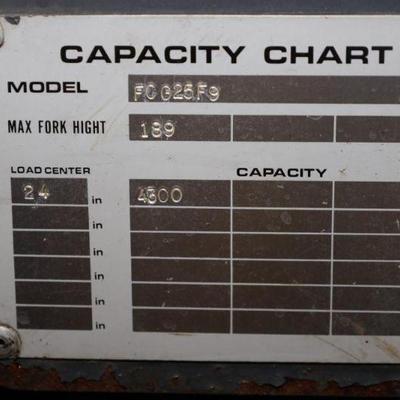 CAPACITY CHART
MODEL FCG25F9
MAX FORK HIGHT 189
LOAD CENTER CAPACITY
24 in 4500
in
in
in
in
in